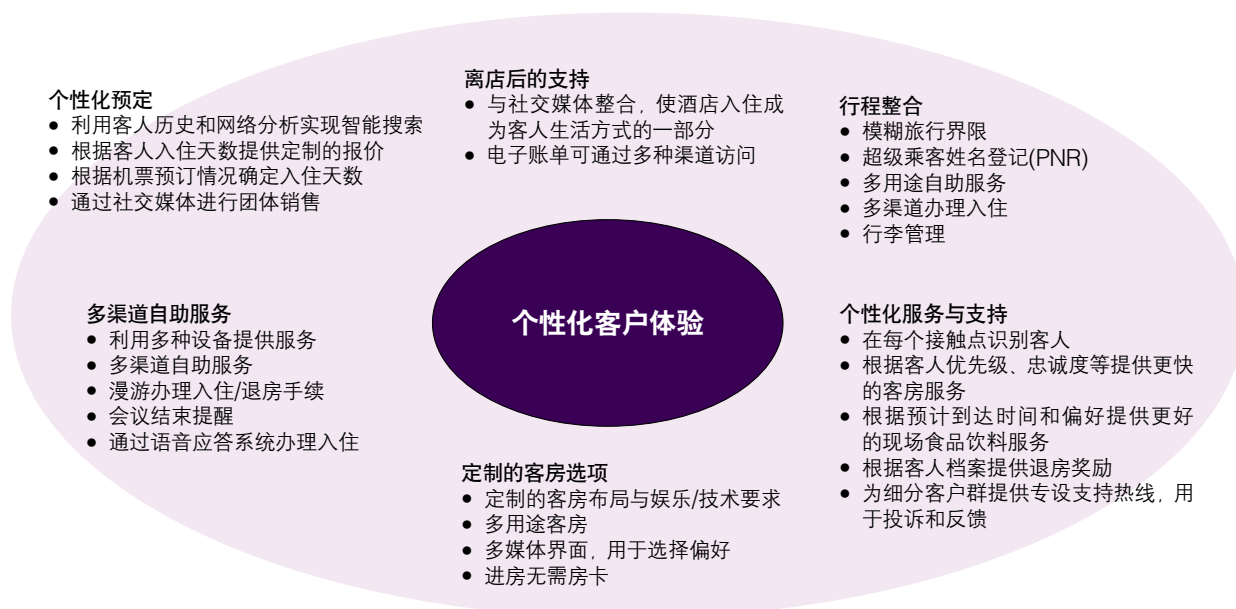 个性化预定
● 利用客人历史和网络分析实现智能搜索
● 根据客人入住天数提供定制的报价
● 根据机票预订情况确定入住天数
● 通过社交媒体进行团体销售
离店后的支持
● 与社交媒体整合，使酒店入住成
为客人生活方式的一部分
● 电子账单可通过多种渠道访问
行程整合
● 模糊旅行界限
● 超级乘客姓名登记(PNR)
● 多用途自助服务
● 多渠道办理入住
● 行李管理
多渠道自助服务
● 利用多种设备提供服务
● 多渠道自助服务
● 漫游办理入住/退房手续
● 会议结束提醒
● 通过语音应答系统办理入住
个性化客户体验
个性化服务与支持
● 在每个接触点识别客人
● 根据客人优先级、忠诚度等提供更快
的客房服务
● 根据预计到达时间和偏好提供更好
的现场食品饮料服务
● 根据客人档案提供退房奖励
● 为细分客户群提供专设支持热线，用
于投诉和反馈
定制的客房选项
● 定制的客房布局与娱乐/技术要求
● 多用途客房
● 多媒体界面，用于选择偏好
● 进房无需房卡